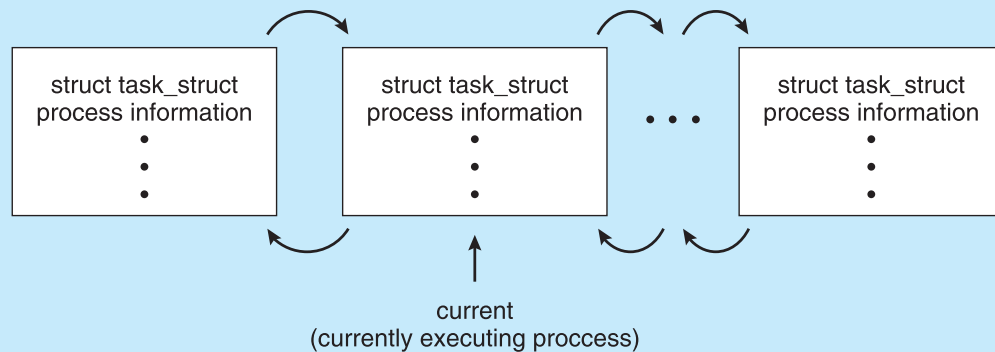 struct task_struct
process information
struct task_struct
process information
struct task_struct
process information
current
(currently executing proccess)